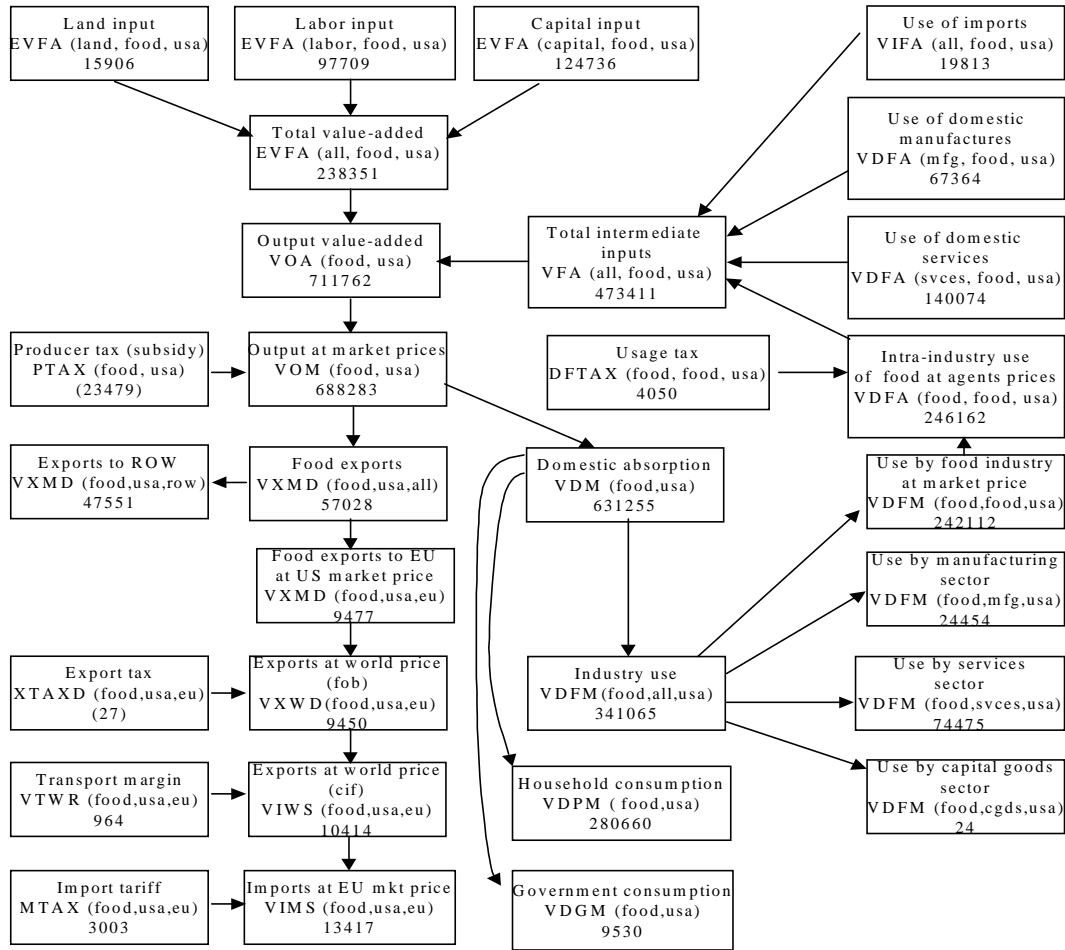 Land input
EVFA (land, food, usa)
15906
Labor input
EVFA (labor, food, usa)
97709
Capital input
EVFA (capital, food, usa)
124736
Use of imports
VIFA (all, food, usa)
19813
Total value-added
EVFA (all, food, usa)
238351
Use of domestic
manufactures
VDFA (mfg, food, usa)
67364
Output value-added
VOA (food, usa)
711762
Total intermediate
inputs
VFA (all, food, usa)
473411
Use of domestic
services
VDFA (svces, food, usa)
140074
Producer tax (subsidy)
PTAX (food, usa)
(23479)
Output at market prices
VOM (food, usa)
688283
Usage tax
DFTAX (food, food, usa)
4050
Intra-industry use
of food at agents prices
VDFA (food, food, usa)
246162
Exports to ROW
VXMD (food,usa,row)
47551
Food exports
VXMD (food,usa,all)
57028
Domestic absorption
VDM (food,usa)
631255
Use by food industry
at market price
VDFM (food,food,usa)
242112
Food exports to EU
at US market price
VXMD (food,usa,eu)
9477
Use by manufacturing
sector
VDFM (food,mfg,usa)
24454
Export tax
XTAXD (food,usa,eu)
(27)
Exports at world price
(fob)
VXWD(food,usa,eu)
9450
Industry use
VDFM(food,all,usa)
341065
Use by services
sector
VDFM (food,svces,usa)
74475
Transport margin
VTWR (food,usa,eu)
964
Exports at world price
(cif)
VIWS (food,usa,eu)
10414
Household consumption
VDPM ( food,usa)
280660
Use by capital goods
sector
VDFM (food,cgds,usa)
24
Import tariff
MTAX (food,usa,eu)
3003
Imports at EU mkt price
VIMS (food,usa,eu)
13417
Government consumption
VDGM (food,usa)
9530